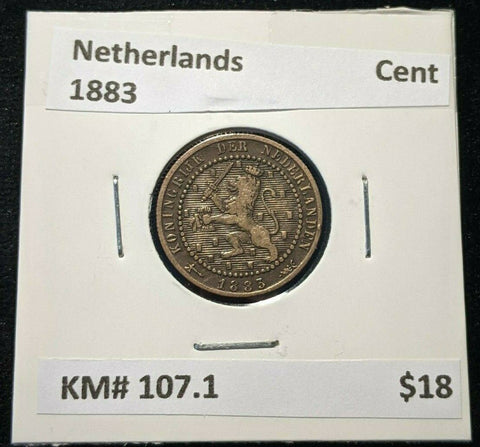 Netherlands Cent
1883
KONINGRIJK DER NEDERLANDEN
1883
KM# 107.1 $18